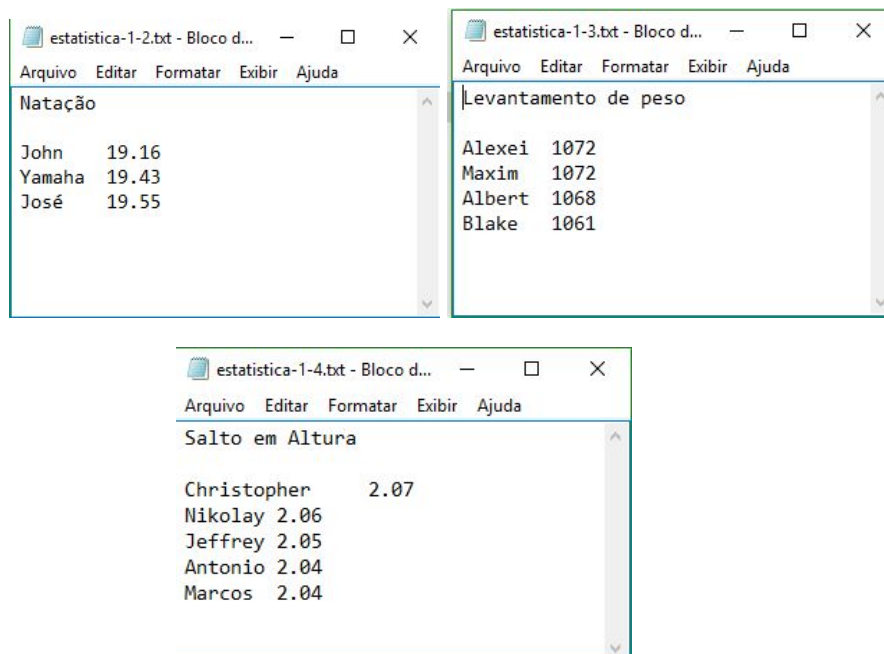 estatistica-1-2.txt - Bloco d...
Arquivo Editar Formatar Exibir Ajuda
Natação
John 19.16
Yamaha 19.43
José 19.55
estatistica-1-3.txt - Bloco d...
Arquivo Editar Formatar Exibir Ajuda
Levantamento de peso
Alexei 1072
Maxim 1072
Albert 1068
Blake 1061
estatistica-1-4.txt - Bloco d...
Arquivo Editar Formatar Exibir Ajuda
Salto em Altura
Christopher 2.07
Nikolay 2.06
Jeffrey 2.05
Antonio 2.04
Marcos 2.04